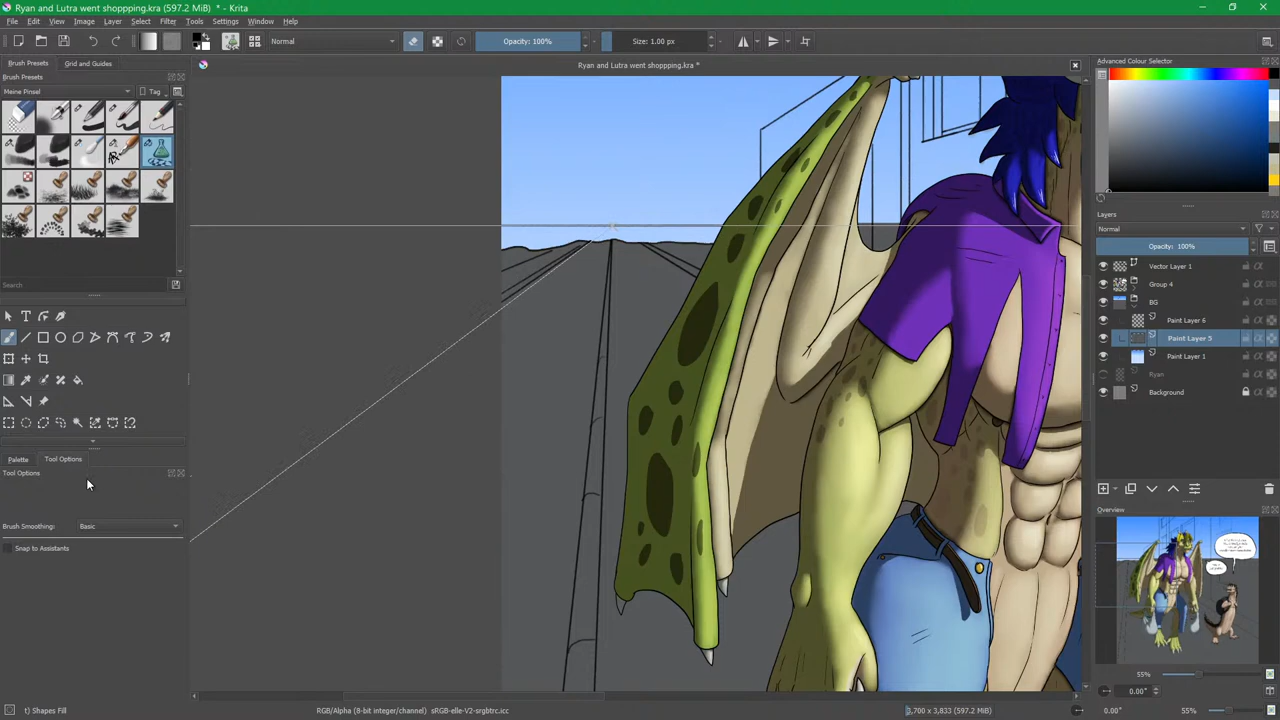 Ryan and Lutra went shoppping.kra (597.2 MiB) * - Krita
File Edit View Image Layer Select Filter Tools Settings Window Help
Normal Opacity: 100% Size: 1.00 px
Brush Presets Grid and Guides
Ryan and Lutra went shoppping.kra *
Brush Presets
Meine Pinsel Tag
Search
Palette Tool Options
Tool Options
Brush Smoothing: Basic
Snap to Assistants
Advanced Colour Selector
Layers
Normal
Opacity: 100%
Vector Layer 1
Group 4
BG
Paint Layer 6
Paint Layer 5
Paint Layer 1
Ryan
Background
Overview
55%
0.00°
t) Shapes Fill RGB/Alpha (8-bit integer/channel) sRGB-elle-V2-srgbtrc.icc 3,700 x 3,833 (597.2 MiB) 0.00° 55%